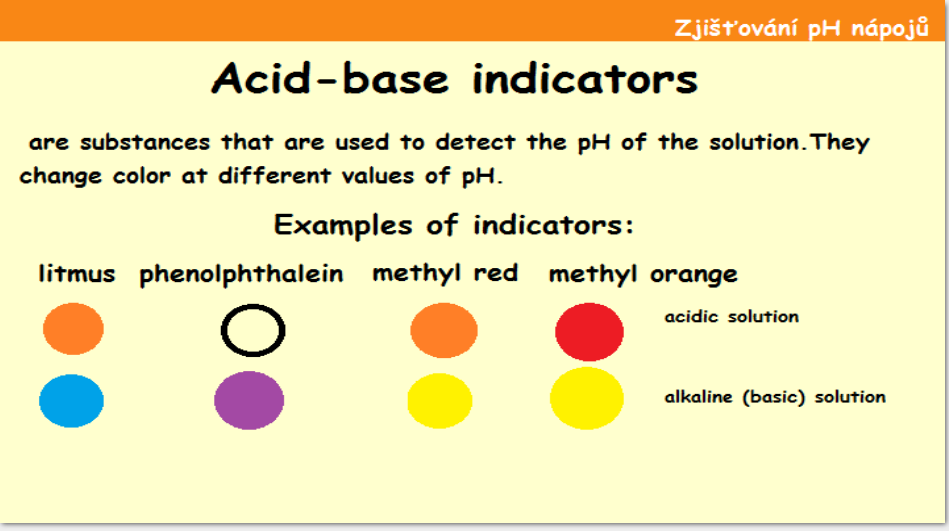 Zjišťování pH nápojů
Acid-base indicators
are substances that are used to detect the pH of the solution.They
change color at different values of pH.
Examples of indicators:
litmus phenolphthalein methyl red methyl orange
acidic solution
alkaline (basic) solution